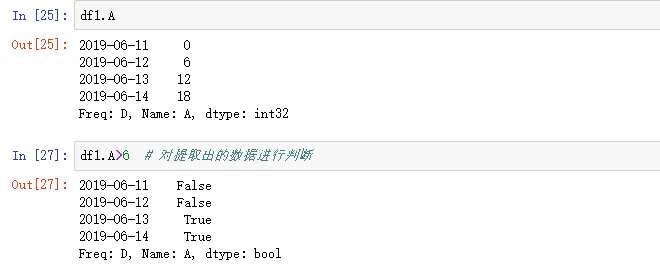 In [25]: df1.A
Out[25]: 2019-06-11     0
2019-06-12     6
2019-06-13    12
2019-06-14    18
Freq: D, Name: A, dtype: int32
In [27]: df1.A>6  # 对提取出的数据进行判断
Out[27]: 2019-06-11    False
2019-06-12    False
2019-06-13     True
2019-06-14     True
Freq: D, Name: A, dtype: bool